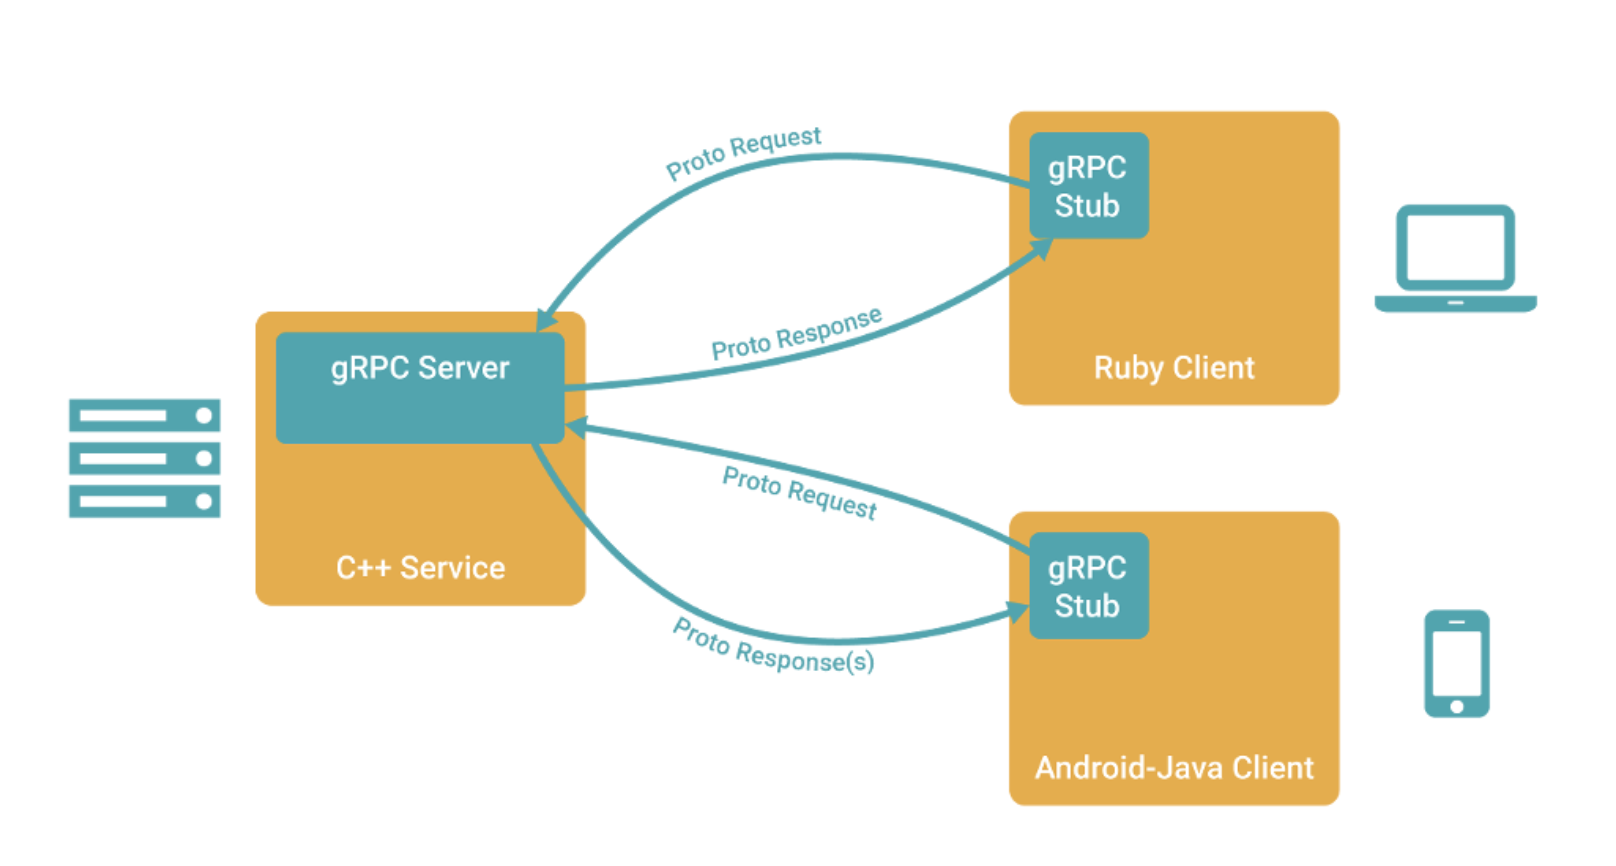 Proto Request
gRPC
Stub
Proto Response
Ruby Client
gRPC Server
C++ Service
Proto Request
gRPC
Stub
Proto Response(s)
Android-Java Client